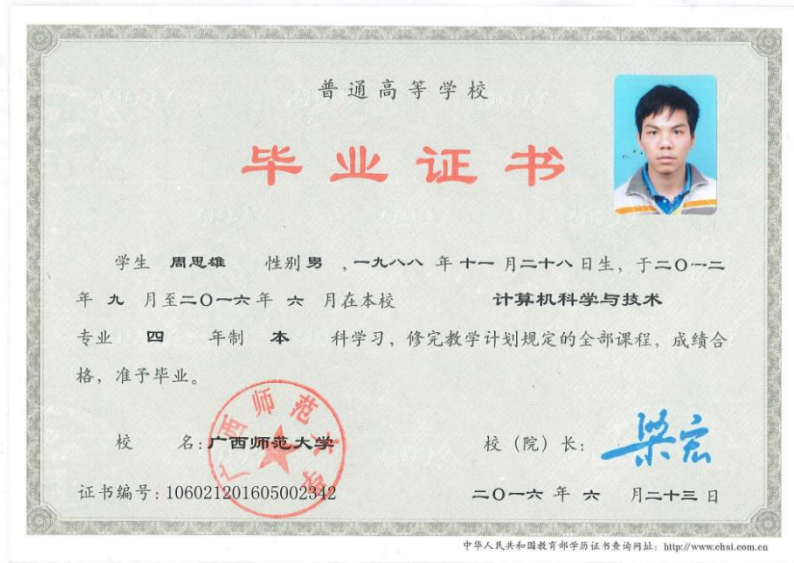 普通高等学校
毕业证书
学生 周思雄 性别 男 ,一九八八 年 十一 月 二十八 日生，于 二〇一二
年 九 月至 二〇一六 年 六 月在本校 计算机科学与技术
专业 四 年制 本 科学习，修完教学计划规定的全部课程，成绩合
格，准予毕业。
广西师范大学
校 名: 广西师范大学 校（院）长: 梁宏
证书编号: 106021201605002342 二〇一六 年 六 月 二十三 日
中华人民共和国教育部学历证书查询网址: http://www.chsi.com.cn